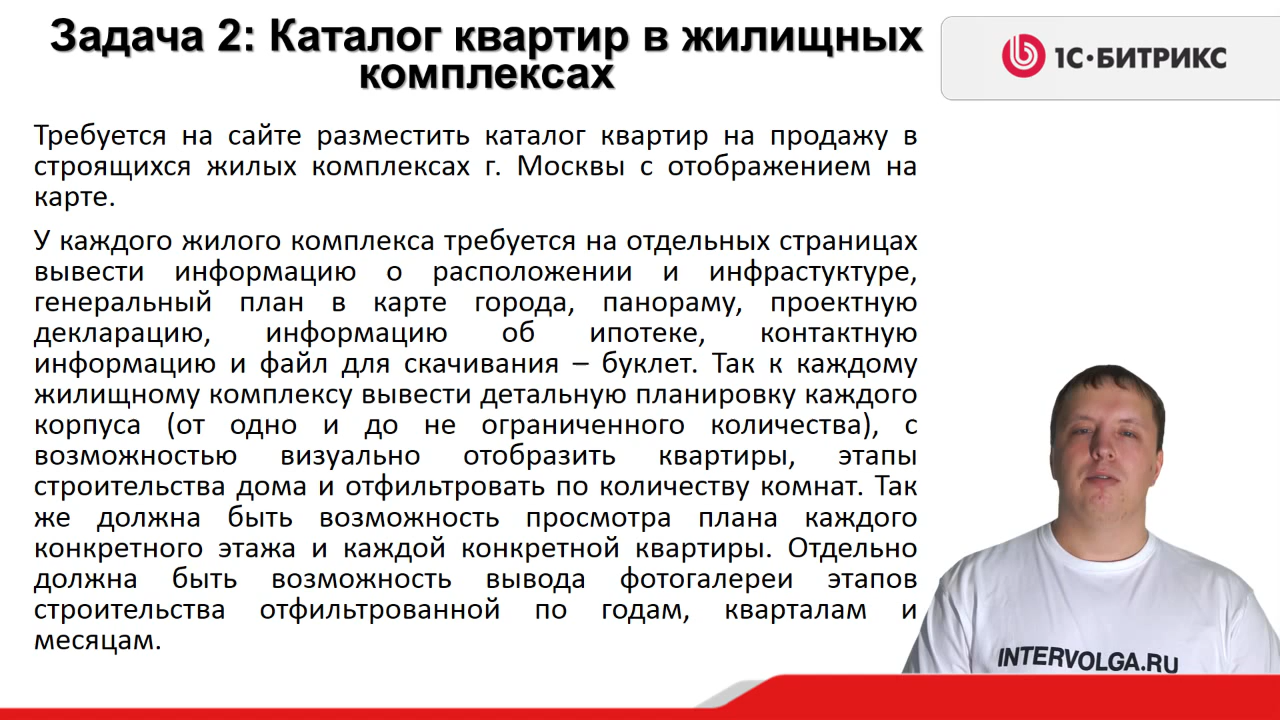 Задача 2: Каталог квартир в жилищных
комплексах
1С•БИТРИКС
Требуется на сайте разместить каталог квартир на продажу в
строящихся жилых комплексах г. Москвы с отображением на
карте.
У каждого жилого комплекса требуется на отдельных страницах
вывести информацию о расположении и инфрастуктуре,
генеральный план в карте города, панораму, проектную
декларацию, информацию об ипотеке, контактную
информацию и файл для скачивания – буклет. Так к каждому
жилищному комплексу вывести детальную планировку каждого
корпуса (от одно и до не ограниченного количества), с
возможностью визуально отобразить квартиры, этапы
строительства дома и отфильтровать по количеству комнат. Так
же должна быть возможность просмотра плана каждого
конкретного этажа и каждой конкретной квартиры. Отдельно
должна быть возможность вывода фотогалереи этапов
строительства отфильтрованной по годам, кварталам и
месяцам.
INTERVOLGA.RU